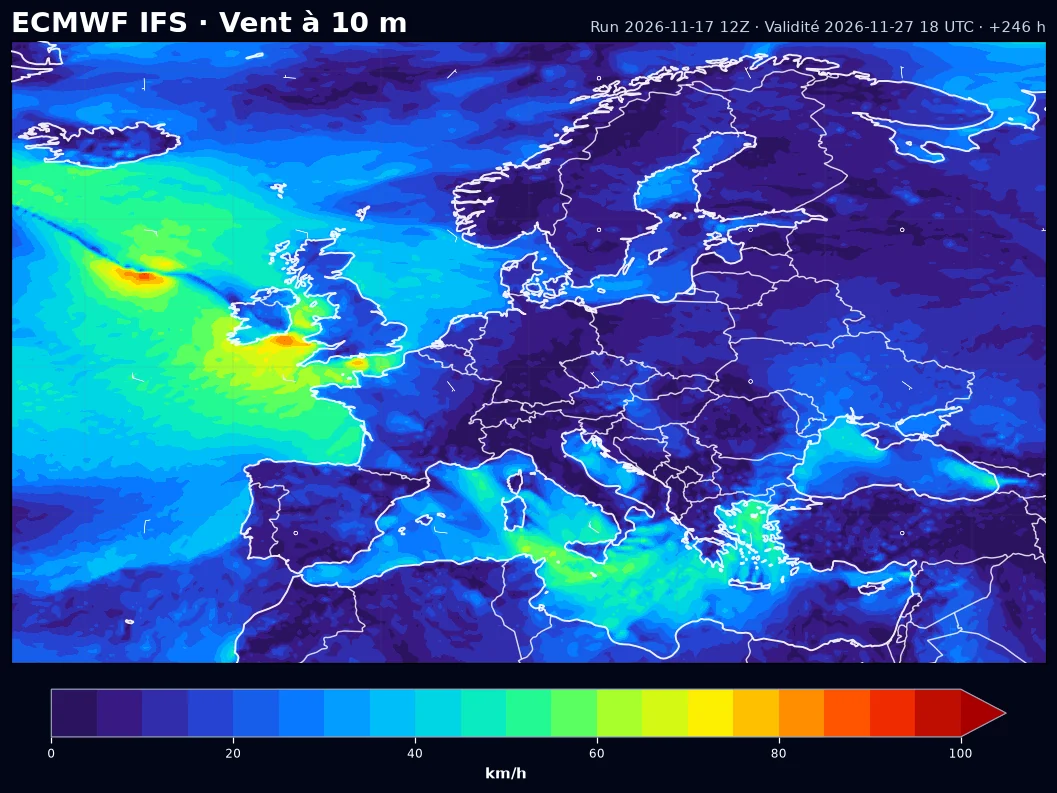 ECMWF IFS · Vent à 10 m
Run 2026-11-17 12Z · Validité 2026-11-27 18 UTC · +246 h
0 20 40 60 80 100
km/h